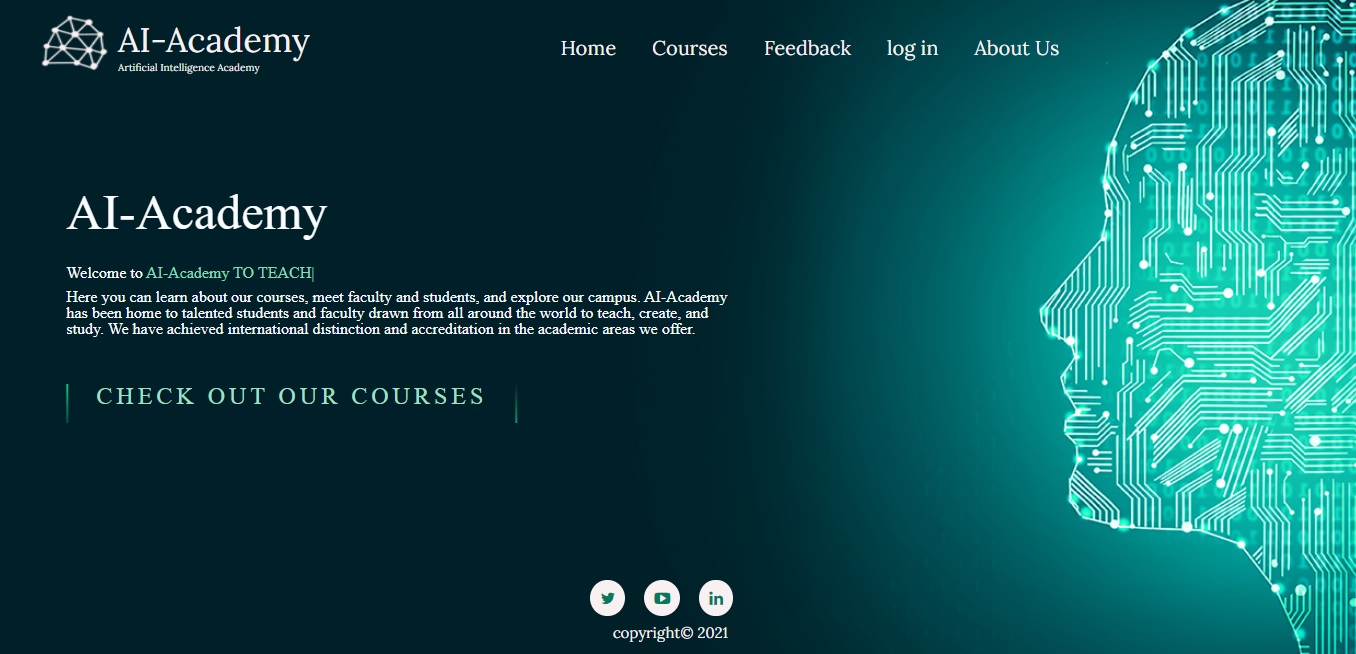 AI-Academy
Artificial Intelligence Academy
Home Courses Feedback log in About Us
AI-Academy
Welcome to AI-Academy TO TEACH|
Here you can learn about our courses, meet faculty and students, and explore our campus. AI-Academy
has been home to talented students and faculty drawn from all around the world to teach, create, and
study. We have achieved international distinction and accreditation in the academic areas we offer.
CHECK OUT OUR COURSES
in
copyright© 2021